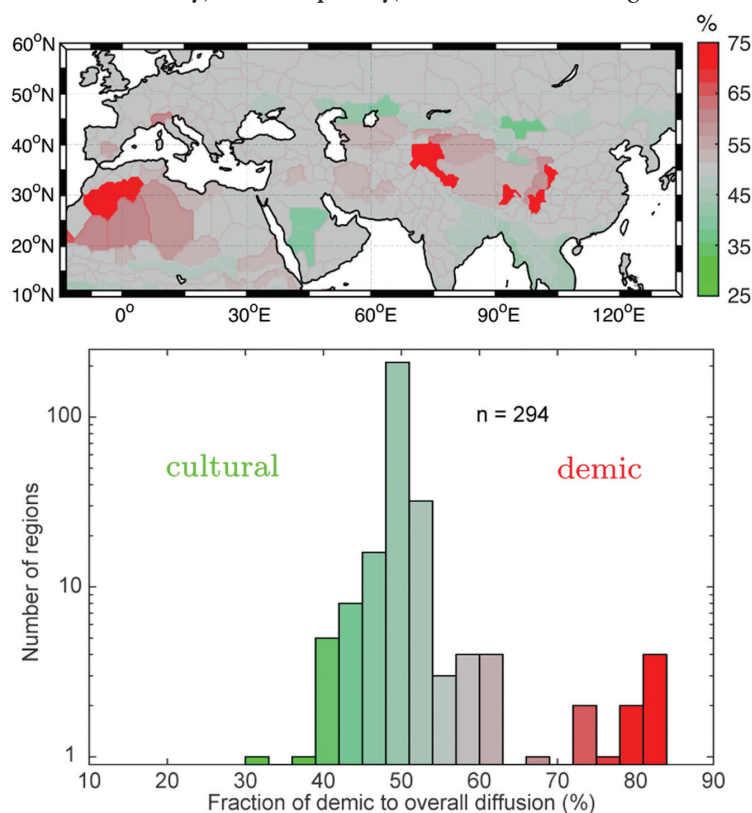 %
60°N
50°N
40°N
30°N
20°N
10°N
0°
30°E
60°E
90°E
120°E
75
65
55
45
35
25
n = 294
cultural
demic
Number of regions
100
10
1
10 20 30 40 50 60 70 80 90
Fraction of demic to overall diffusion (%)